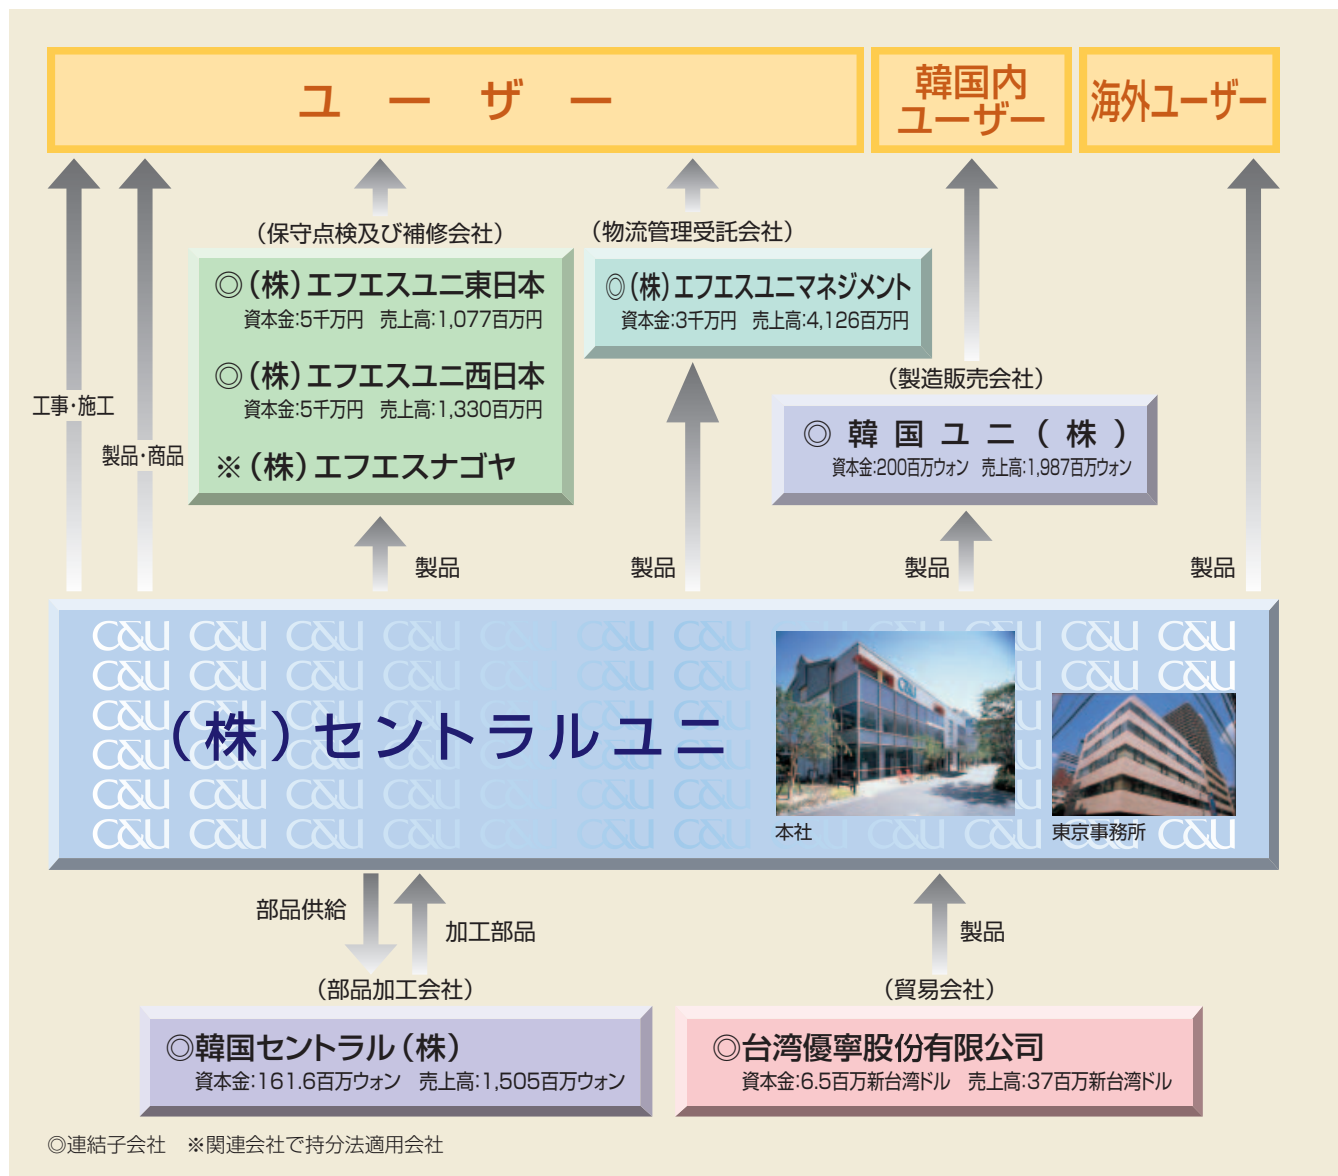 ユーザー
韓国内
ユーザー
海外ユーザー
（保守点検及び補修会社）
◎（株）エフエスユニ東日本
資本金:5千万円　売上高:1,077百万円
◎（株）エフエスユニ西日本
資本金:5千万円　売上高:1,330百万円
※（株）エフエスナゴヤ
（物流管理受託会社）
◎（株）エフエスユニマネジメント
資本金:3千万円　売上高:4,126百万円
（製造販売会社）
◎韓国ユニ（株）
資本金:200百万ウォン　売上高:1,987百万ウォン
工事・施工
製品・商品
製品
製品
製品
製品
C&U C&U C&U C&U C&U C&U C&U C&U C&U
C&U C&U C&U C&U C&U C&U C&U C&U C&U
（株）セントラルユニ
C&U
本社
東京事務所
部品供給
加工部品
製品
（部品加工会社）
◎韓国セントラル（株）
資本金:161.6百万ウォン　売上高:1,505百万ウォン
（貿易会社）
◎台湾優寧股份有限公司
資本金:6.5百万新台湾ドル　売上高:37百万新台湾ドル
◎連結子会社　※関連会社で持分法適用会社